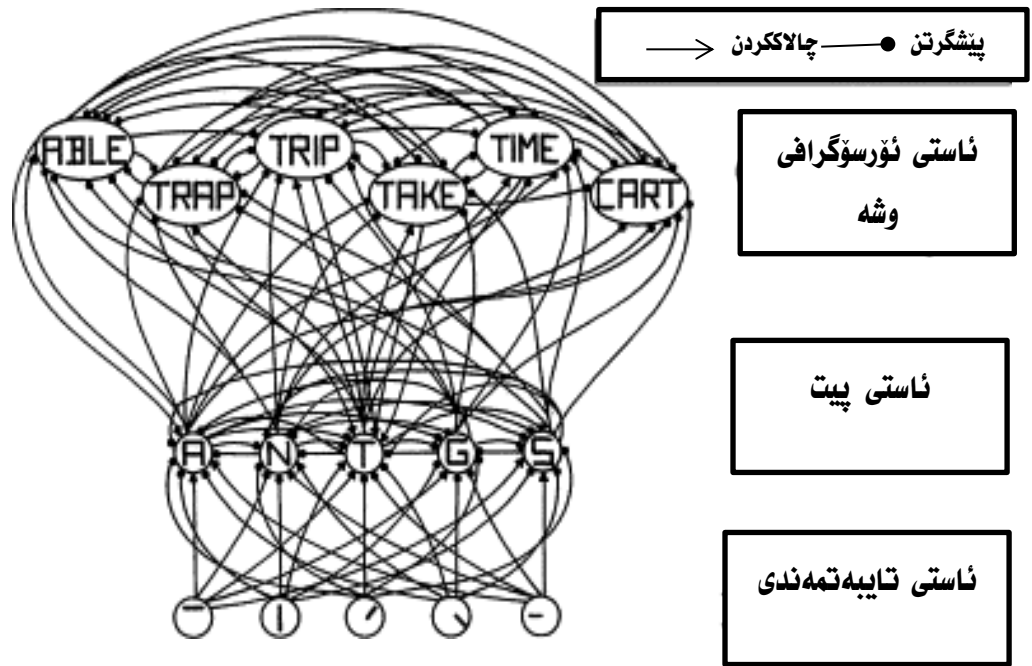 چالاککردن پێشگرتن
ABLE TRIP TIME
TRAP TAKE CART
ئاستی ئۆرسۆگرافی
وشە
ئاستی پیت
A N T G S
ئاستی تایبەتمەندی